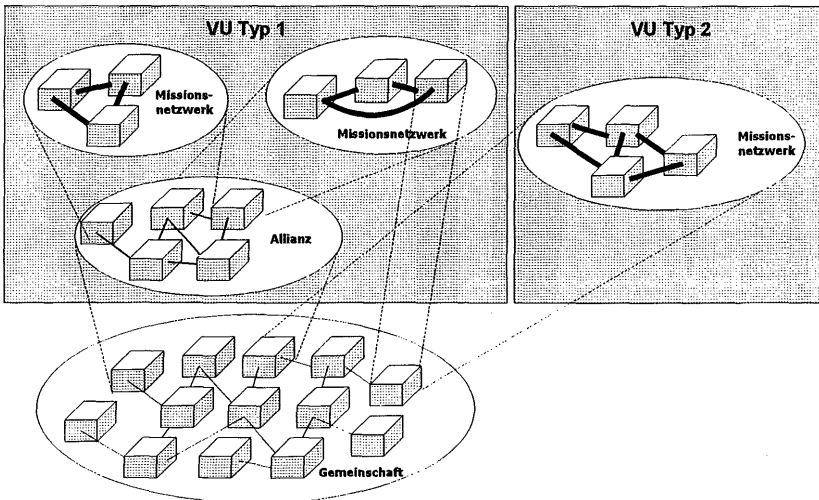 VU Typ 1
VU Typ 2
Missions-
netzwerk
Missionsnetzwerk
Missions-
netzwerk
Allianz
Gemeinschaft